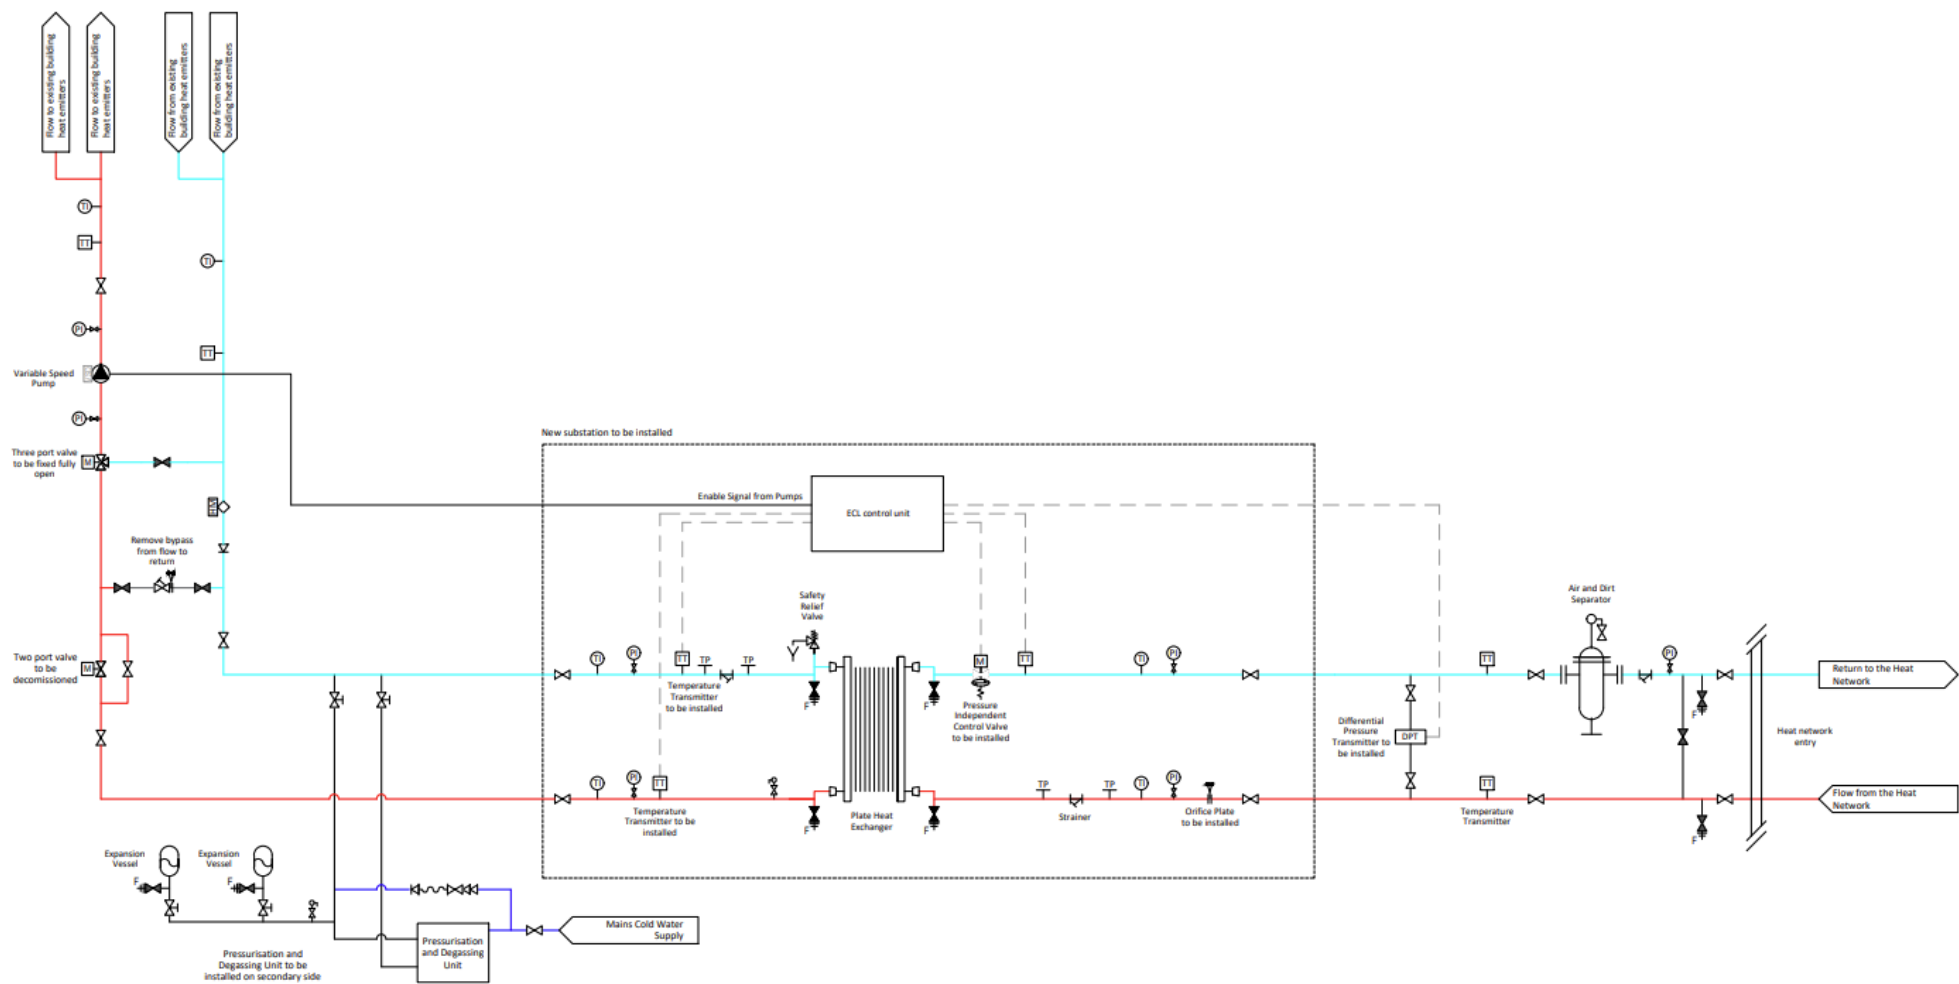 Flow to existing building
heat emitters
Flow to existing building
heat emitters
Flow from existing
building heat emitters
Flow from existing
building heat emitters
TI
TT
TI
PI
TT
Variable Speed
Pump
PI
Three port valve
to be fixed fully
open
M
HM
Remove bypass
from flow to
return
Two port valve
to be
decomissioned
M
New substation to be installed
Enable Signal from Pumps
ECL control unit
Safety
Relief
Valve
TI
PI
TT
TP
TP
Temperature
Transmitter
to be installed
F
F
M
TT
Pressure
Independent
Control Valve
to be installed
TI
PI
TI
PI
TT
Temperature
Transmitter to be
installed
F
Plate Heat
Exchanger
F
TP
TP
Strainer
TI
PI
Orifice Plate
to be installed
Differential
Pressure
Transmitter to
be installed
DPT
TT
TT
Temperature
Transmitter
Air and Dirt
Separator
PI
F
F
Heat network
entry
Return to the Heat
Network
Flow from the Heat
Network
Expansion
Vessel
F
Expansion
Vessel
F
Pressurisation and
Degassing Unit to be
installed on secondary side
Pressurisation
and Degassing
Unit
Mains Cold Water
Supply